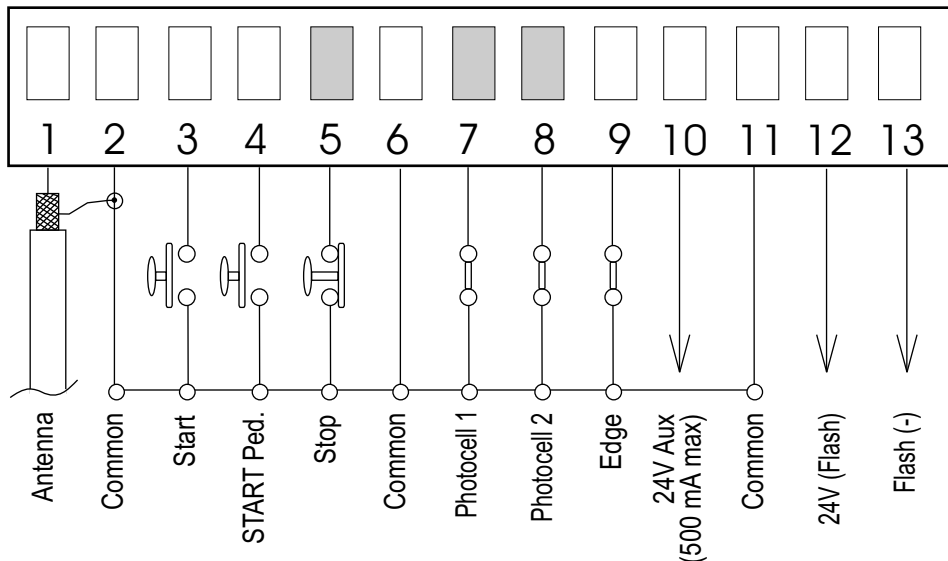 1 2 3 4 5 6 7 8 9 10 11 12 13
Antenna
Common
Start
START Ped.
Stop
Common
Photocell 1
Photocell 2
Edge
24V Aux
(500 mA max)
Common
24V (Flash)
Flash (-)